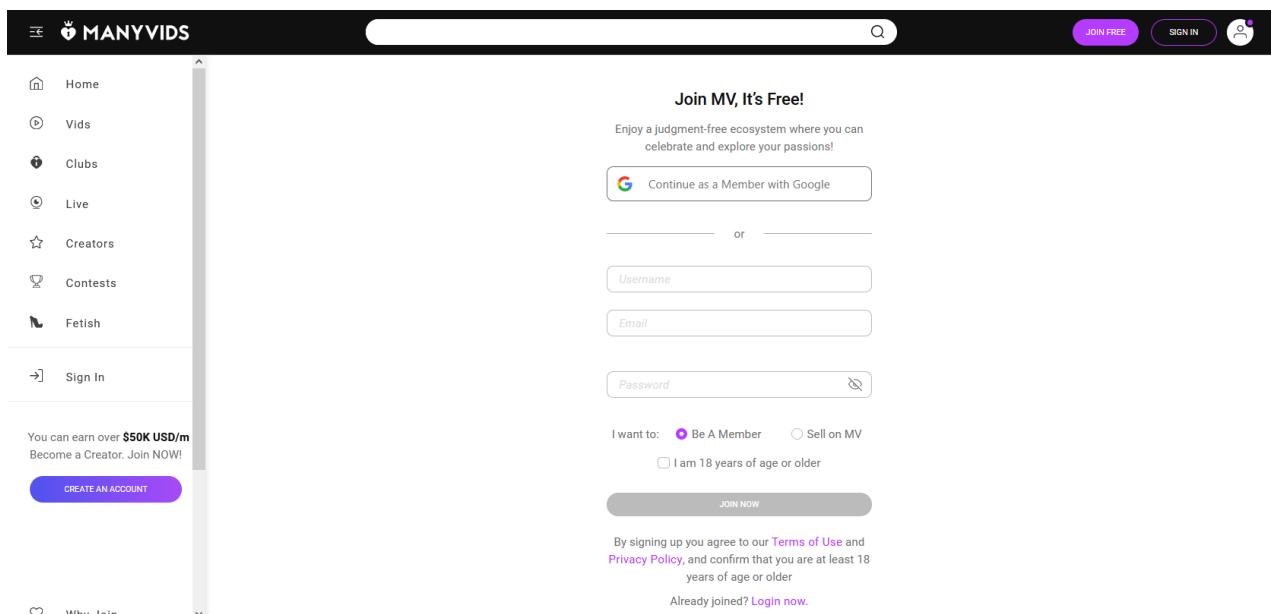 MANYVIDS
JOIN FREE
SIGN IN
Home
Vids
Clubs
Live
Creators
Contests
Fetish
Sign In
You can earn over $50K USD/m
Become a Creator. Join NOW!
CREATE AN ACCOUNT
Why Join
Join MV, It's Free!
Enjoy a judgment-free ecosystem where you can
celebrate and explore your passions!
Continue as a Member with Google
or
Username
Email
Password
I want to: Be A Member Sell on MV
I am 18 years of age or older
JOIN NOW
By signing up you agree to our Terms of Use and
Privacy Policy, and confirm that you are at least 18
years of age or older
Already joined? Login now.